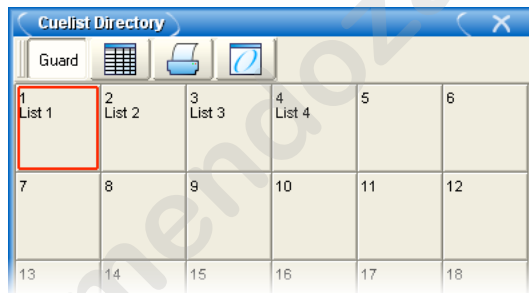 Cuelist Directory
Guard
1 2 3 4 5 6
List 1 List 2 List 3 List 4
7 8 9 10 11 12
13 14 15 16 17 18